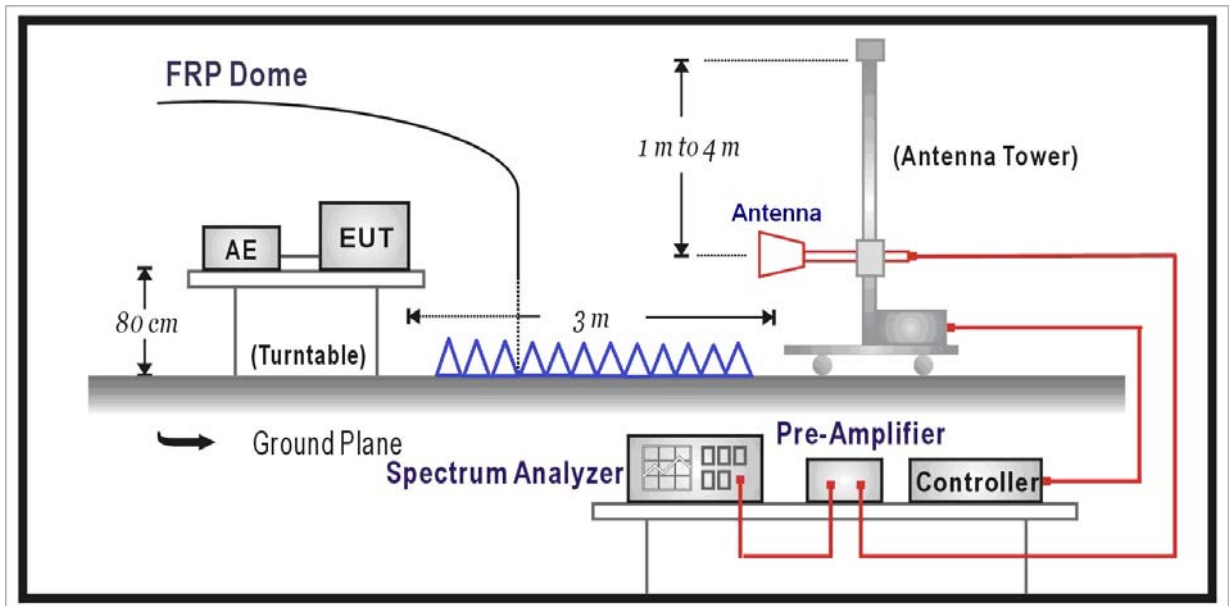 FRP Dome
1 m to 4 m
(Antenna Tower)
Antenna
AE
EUT
80 cm
3 m
(Turntable)
Ground Plane
Pre-Amplifier
Spectrum Analyzer
Controller